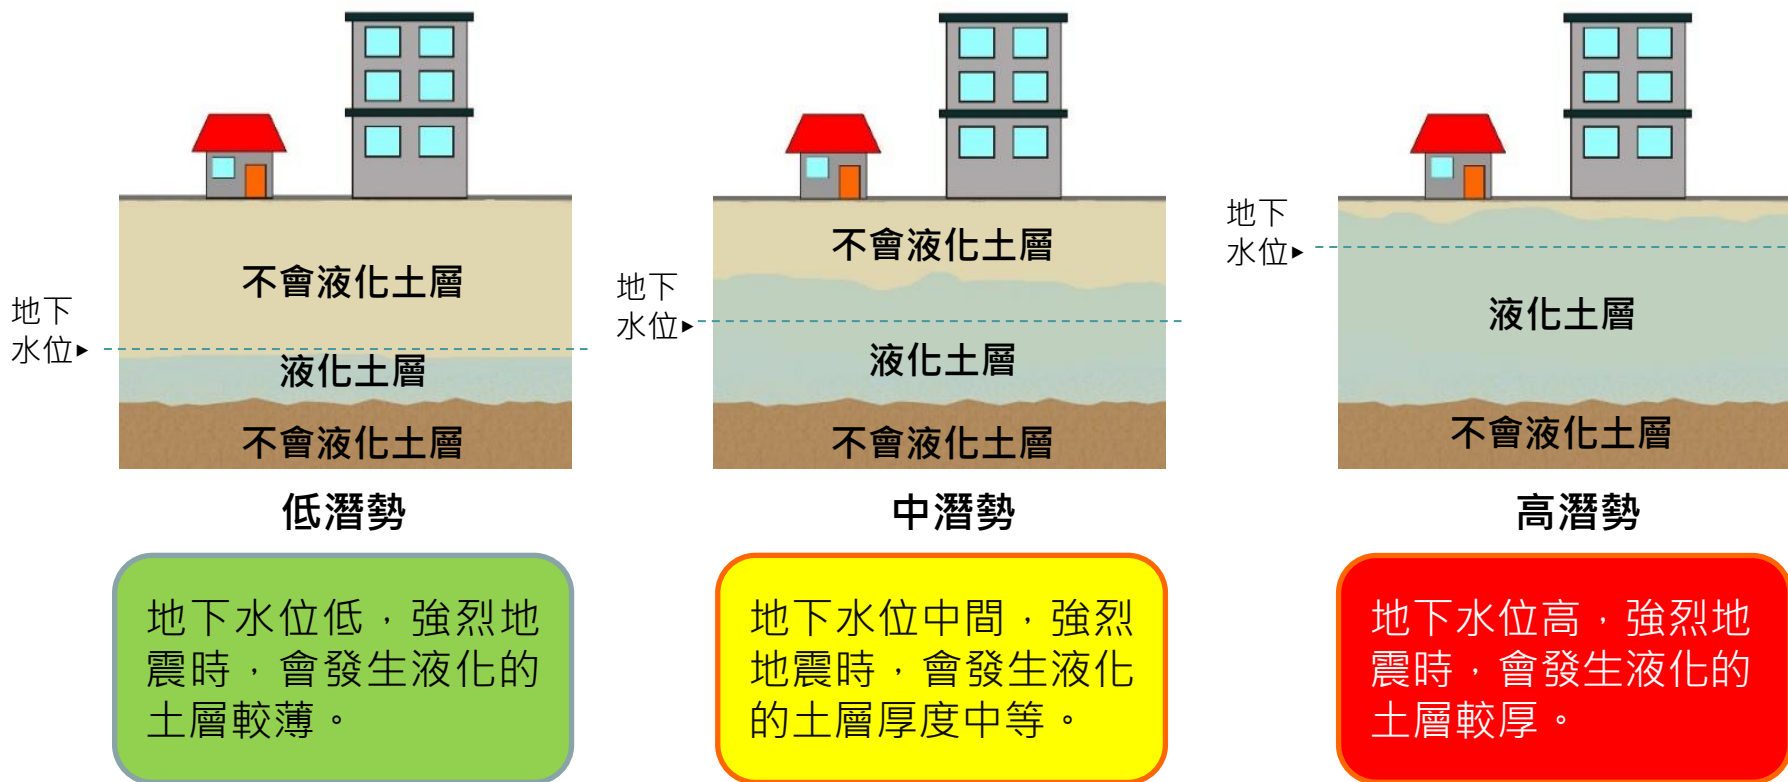 不會液化土層
地下
水位▸
液化土層
不會液化土層
低潛勢
地下水位低，強烈地
震時，會發生液化的
土層較薄。
不會液化土層
地下
水位▸
液化土層
不會液化土層
中潛勢
地下水位中間，強烈
地震時，會發生液化
的土層厚度中等。
地下
水位▸
液化土層
不會液化土層
高潛勢
地下水位高，強烈地
震時，會發生液化的
土層較厚。